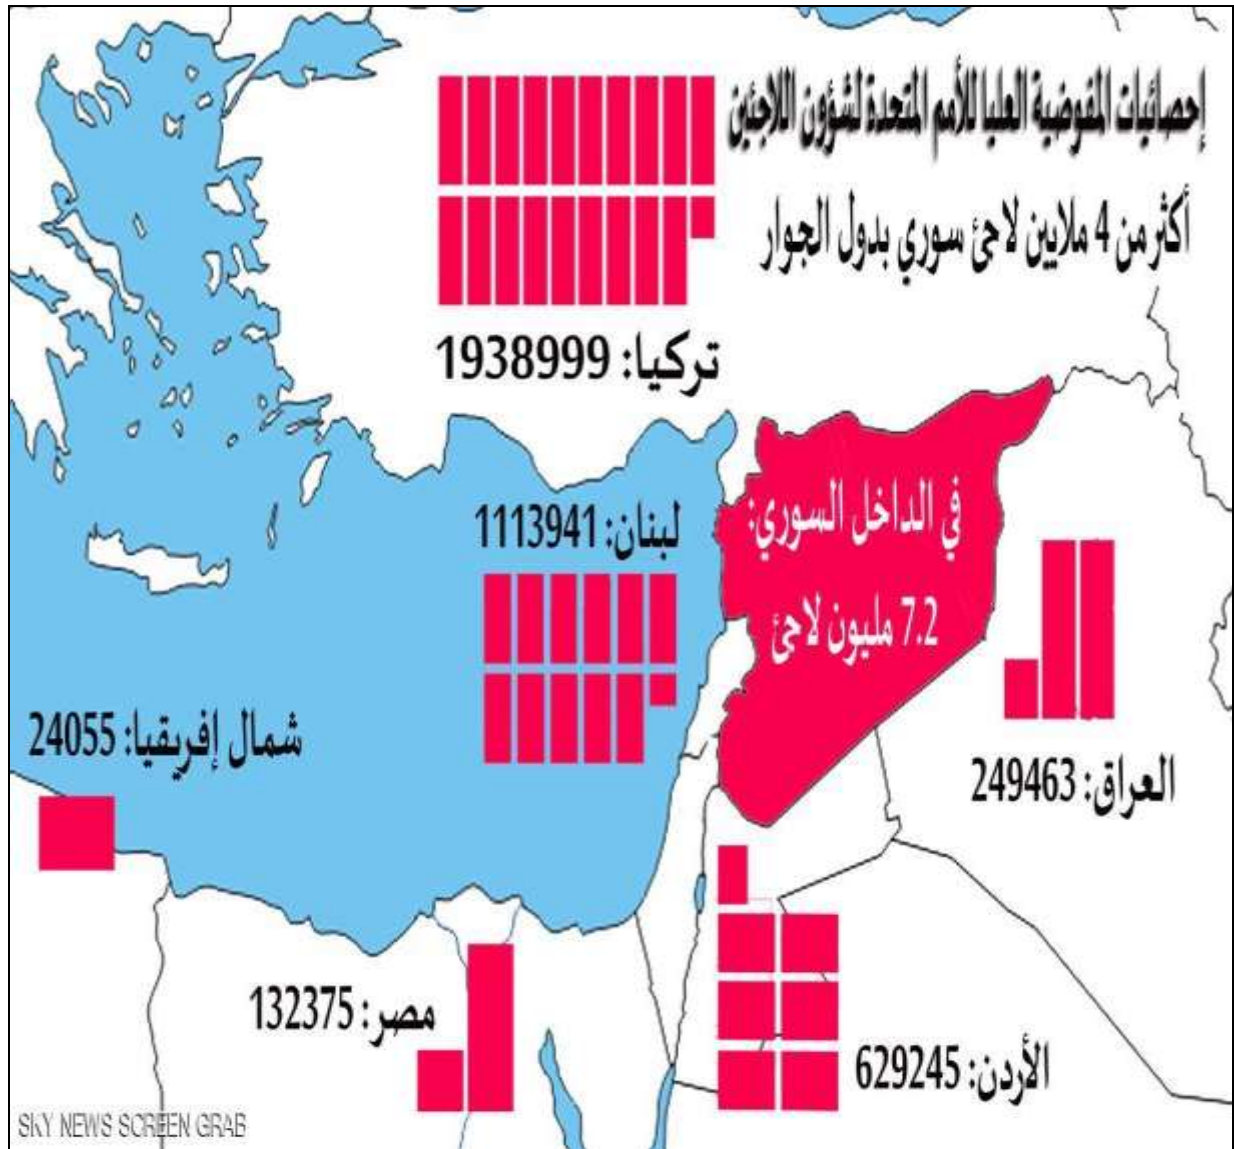 إحصائيات المفوضية العليا للأمم المتحدة لشؤون اللاجئين
أكثر من 4 ملايين لاجئ سوري بدول الجوار
تركيا: 1938999
لبنان: 1113941
في الداخل السوري:
7.2 مليون لاجئ
شمال إفريقيا: 24055
العراق: 249463
مصر: 132375
الأردن: 629245
SKY NEWS SCREEN GRAB